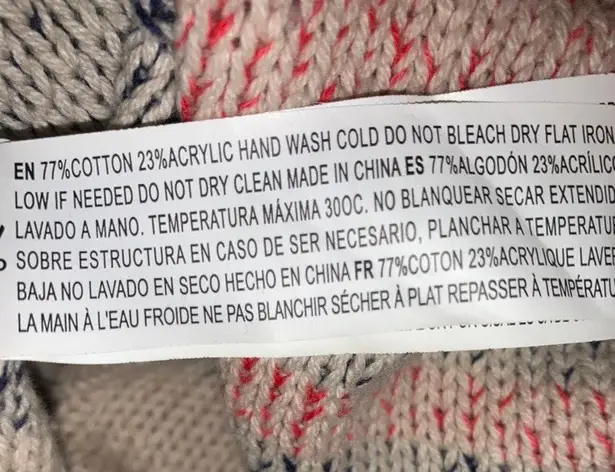 EN 77%COTTON 23%ACRYLIC HAND WASH COLD DO NOT BLEACH DRY FLAT IRON
LOW IF NEEDED DO NOT DRY CLEAN MADE IN CHINA ES 77%ALGODÓN 23%ACRÍLICO
LAVADO A MANO. TEMPERATURA MÁXIMA 30OC. NO BLANQUEAR SECAR EXTENDID
SOBRE ESTRUCTURA EN CASO DE SER NECESARIO, PLANCHAR A TEMPERATUR
BAJA NO LAVADO EN SECO HECHO EN CHINA FR 77%COTON 23%ACRYLIQUE LAVER
LA MAIN À L'EAU FROIDE NE PAS BLANCHIR SÉCHER À PLAT REPASSER À TEMPÉRATU